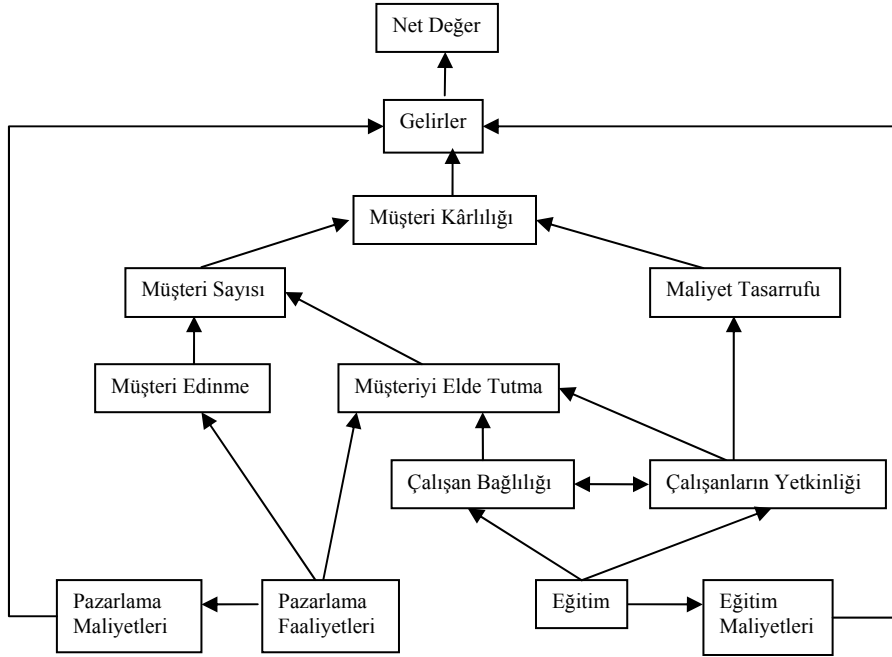 Net Değer
Gelirler
Müşteri Kârlılığı
Müşteri Sayısı
Maliyet Tasarrufu
Müşteri Edinme
Müşteriyi Elde Tutma
Çalışan Bağlılığı
Çalışanların Yetkinliği
Pazarlama
Maliyetleri
Pazarlama
Faaliyetleri
Eğitim
Eğitim
Maliyetleri